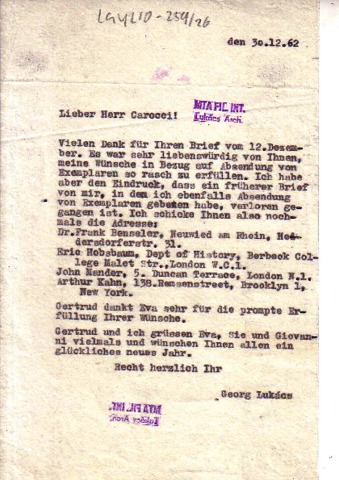 LGYLIO-259/26
den 30.12.62
Lieber Herr Carocci!
MTA FIL. INT.
Lukács Arch.
Vielen Dank für Ihren Brief vom 12.Dezem-
ber. Es war sehr liebenswürdig von Ihnen,
meine Wünsche in Bezug auf Absendung von
Exemplaren so rasch zu erfüllen. Ich habe
aber den Eindruck, dass ein früherer Brief
von mir, in dem ich ebenfalls Absendung
von Exemplaren gebeten habe, verloren ge-
gangen ist. Ich schicke Ihnen also noch-
mals die Adresse:
Dr.Frank Benseler, Neuwied am Rhein, He
dersdorferstr. 31.
Eric Hobsbaum, Dept of History, Berbeck Col-
lege Malet Str., London W.C.1.
John Mander, 5. Duncan Terrace, London N.1.
Arthur Kahn, 138.Remsenstreet, Brooklyn 1,
New York.
Gertrud dankt Eva sehr für die prompte Er-
füllung Ihrer Wünsche.
Gertrud und ich grüssen Eva, Sie und Giovan-
ni vielmals und wünschen Ihnen allen ein
glückliches neues Jahr.
Recht herzlich Ihr
Georg Lukács
MTA FIL. INT.
Lukács Arch.